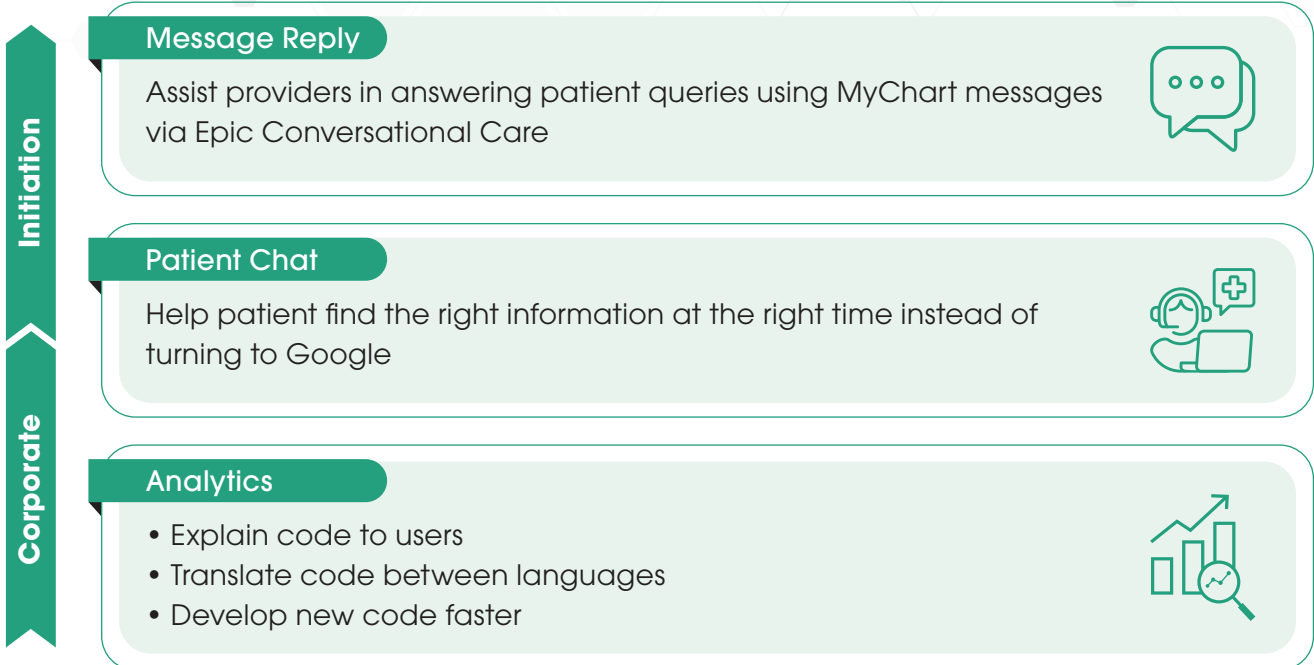 Initiation
Message Reply
Assist providers in answering patient queries using MyChart messages
via Epic Conversational Care
Patient Chat
Help patient find the right information at the right time instead of
turning to Google
Corporate
Analytics
• Explain code to users
• Translate code between languages
• Develop new code faster